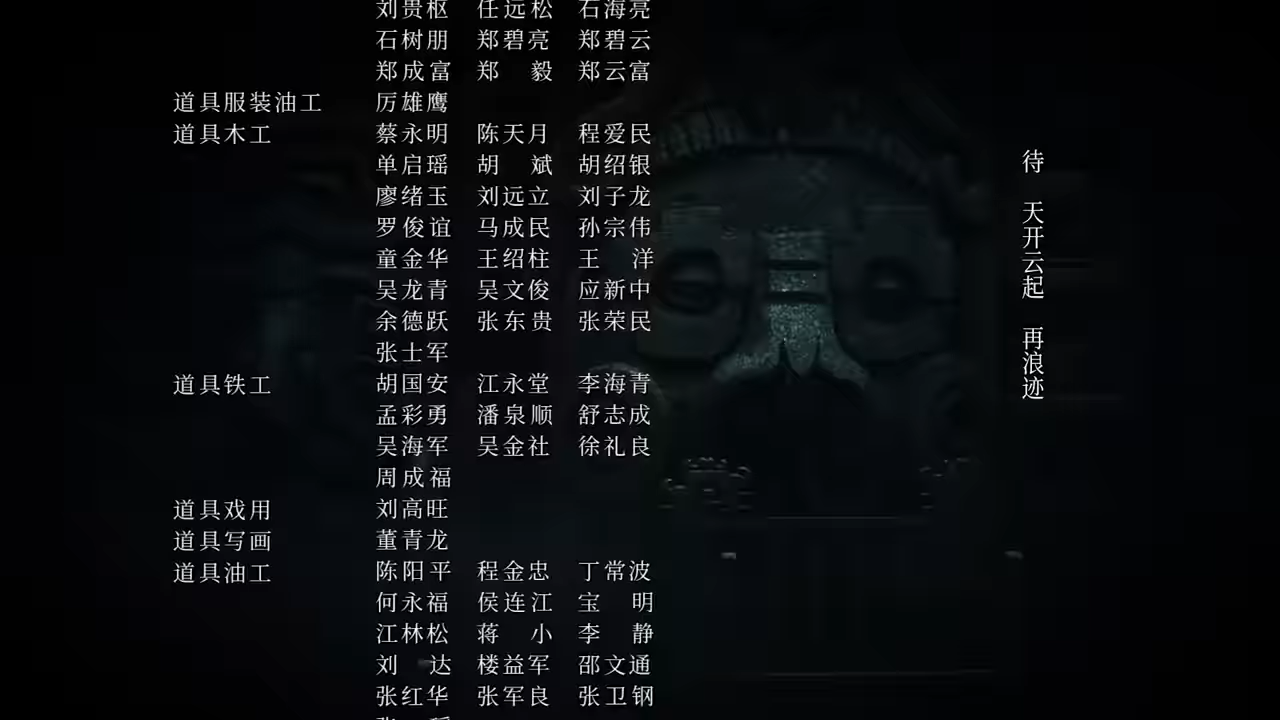 刘贵枢 任远松 石海亮
石树朋 郑碧亮 郑碧云
郑成富 郑 毅 郑云富
道具服装油工 厉雄鹰
道具木工 蔡永明 陈天月 程爱民
单启瑶 胡 斌 胡绍银
廖绪玉 刘远立 刘子龙
罗俊谊 马成民 孙宗伟
童金华 王绍柱 王 洋
吴龙青 吴文俊 应新中
余德跃 张东贵 张荣民
张士军
道具铁工 胡国安 江永堂 李海青
孟彩勇 潘泉顺 舒志成
吴海军 吴金社 徐礼良
周成福
道具戏用 刘高旺
道具写画 董青龙
道具油工 陈阳平 程金忠 丁常波
何永福 侯连江 宝 明
江林松 蒋 小 李 静
刘 达 楼益军 邵文通
张红华 张军良 张卫钢
待 天开云起 再浪迹